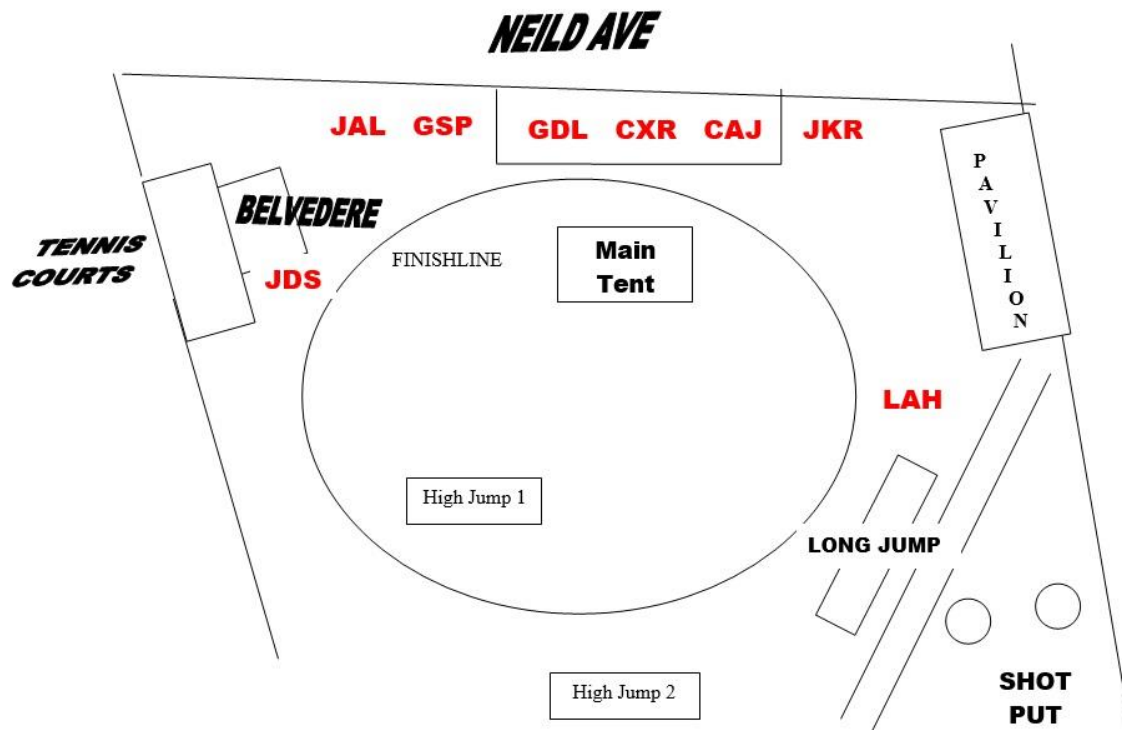 NEILD AVE
JAL GSP GDL CXR CAJ JKR
PAVILION
BELVEDERE
TENNIS
COURTS
JDS
FINISHLINE
Main
Tent
LAH
High Jump 1
LONG JUMP
High Jump 2
SHOT
PUT